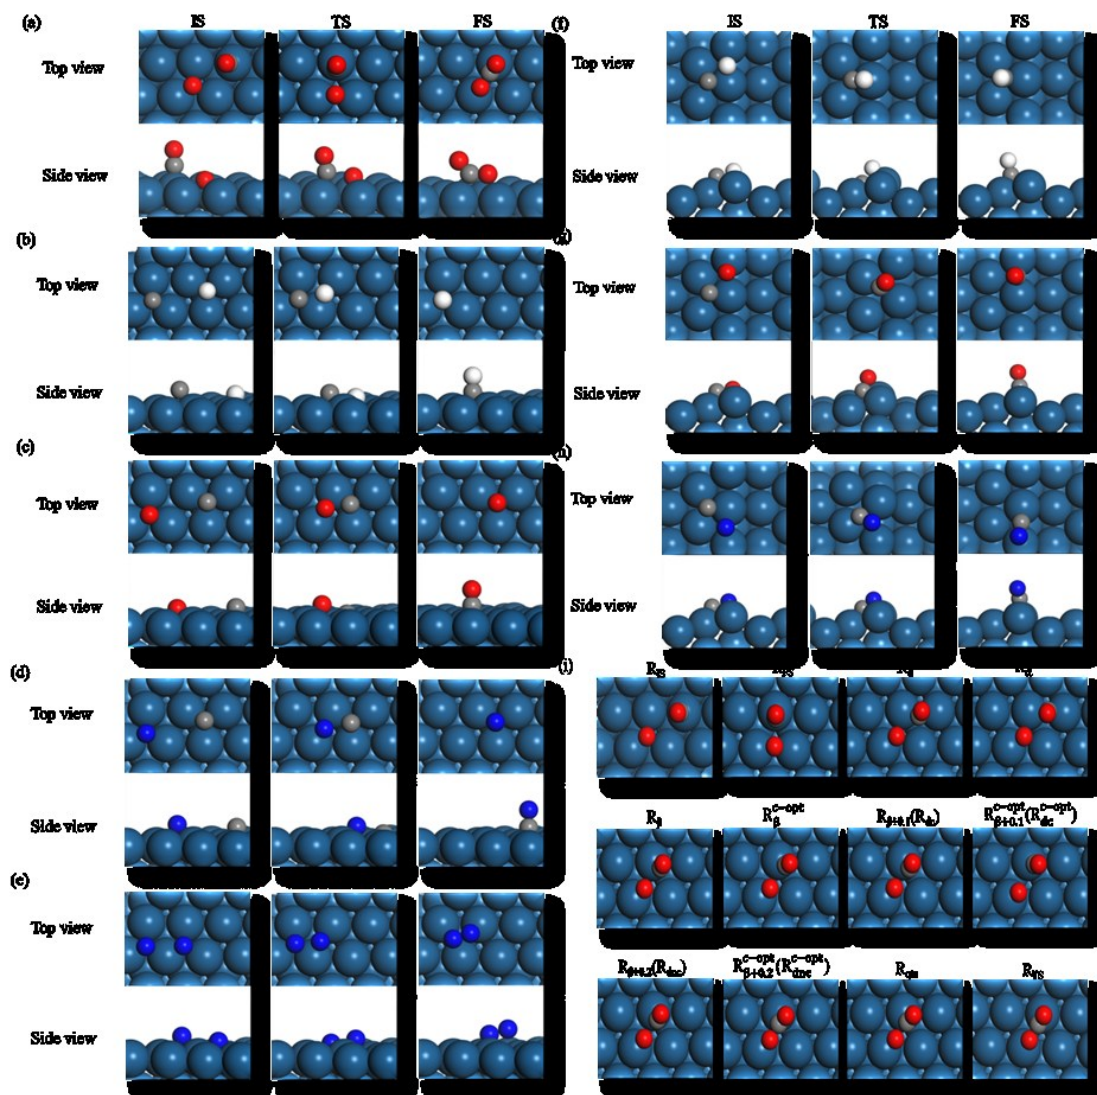 (a) IS TS FS
Top view
Side view
(b)
Top view
Side view
(c)
Top view
Side view
(d)
Top view
Side view
(e)
Top view
Side view
(f) IS TS FS
Top view
Side view
Top view
Side view
Top view
Side view
(i)
R_IS
R_β R_β^c-opt R_β+0.1(R_dc) R_β+0.1^c-opt(R_dc^c-opt)
R_β+0.2(R_dnc) R_β+0.2^c-opt(R_dnc^c-opt) R_FS